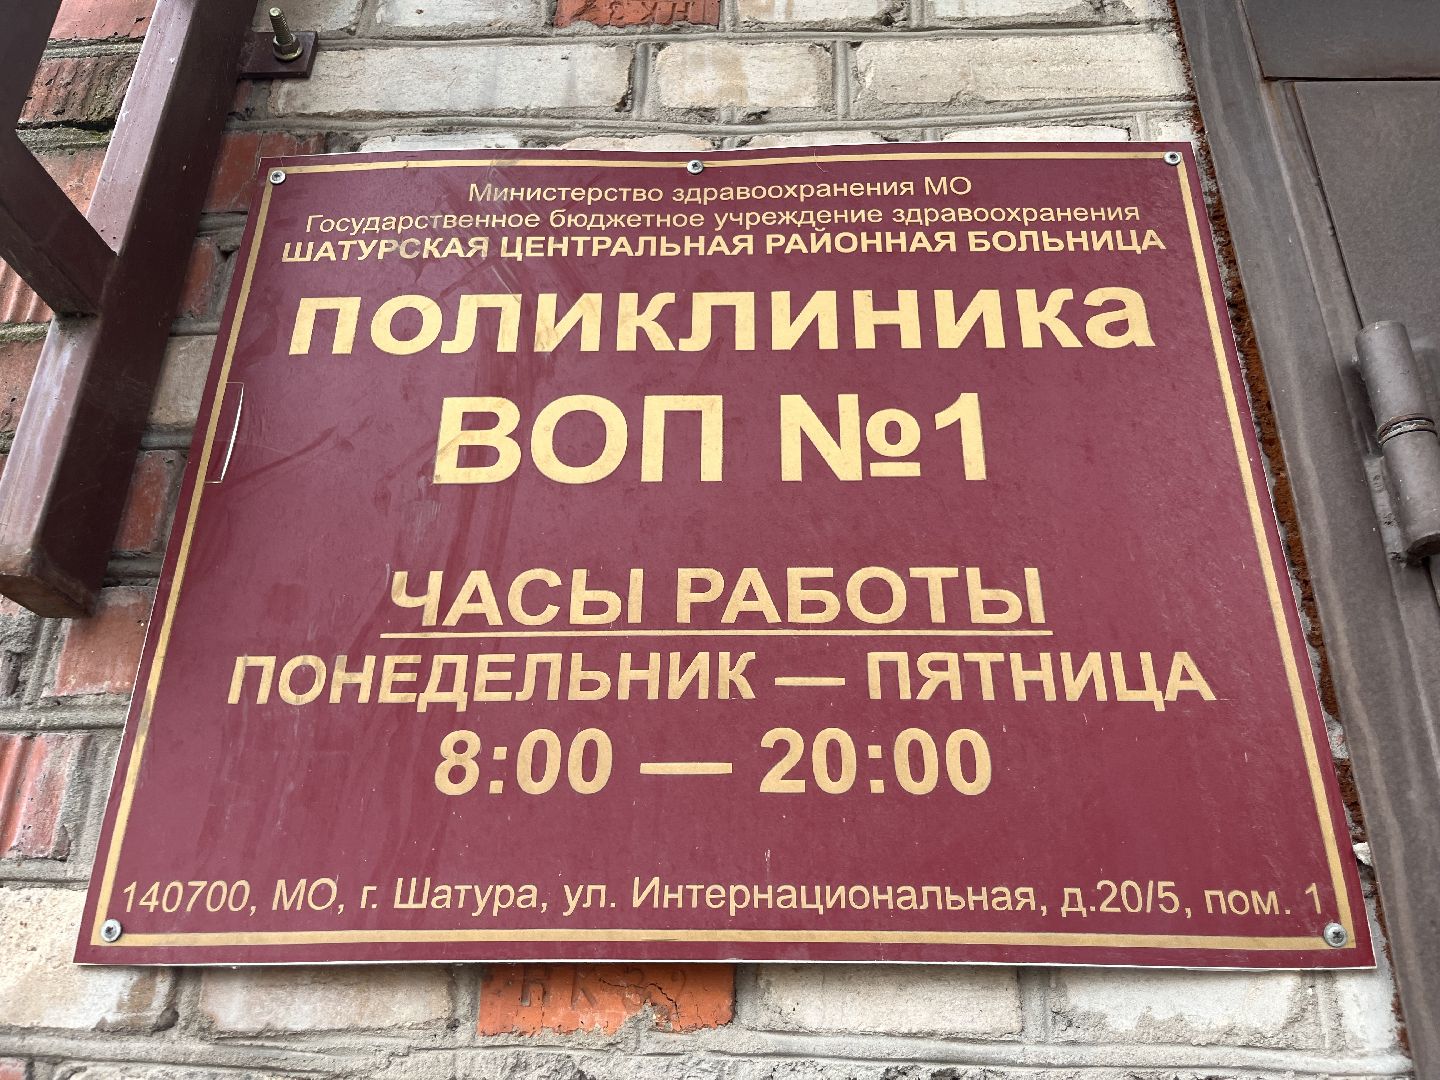 Министерство здравоохранения МО
Государственное бюджетное учреждение здравоохранения
ШАТУРСКАЯ ЦЕНТРАЛЬНАЯ РАЙОННАЯ БОЛЬНИЦА
ПОЛИКЛИНИКа
ВОП №1
ЧАСЫ РАБОТЫ
ПОНЕДЕЛЬНИК — ПЯТНИЦА
8:00 — 20:00
140700, МО, г. Шатура, ул. Интернациональная, д.20/5, пом. 1